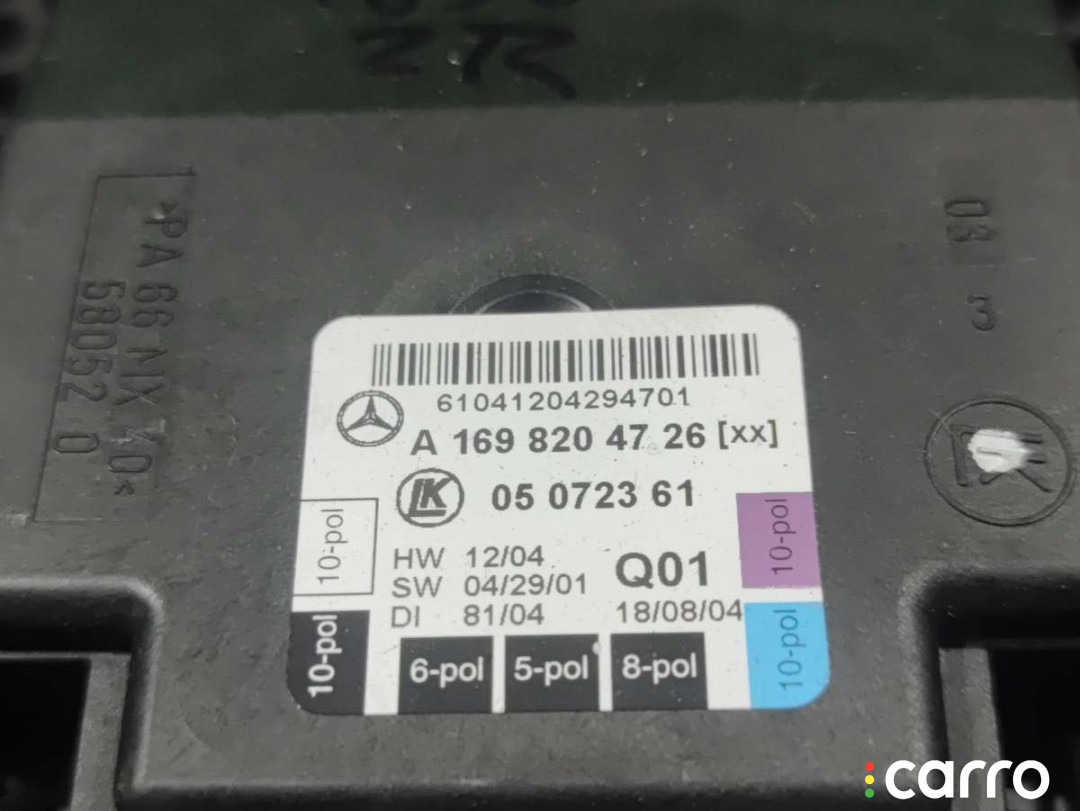 >PA 66 MX 40<
58052 0
03
3
LK
61041204294701
A 169 820 47 26 [xx]
LK 05 0723 61
HW 12/04
SW 04/29/01
DI 81/04
Q01
18/08/04
10-pol
10-pol
10-pol
10-pol
6-pol
5-pol
8-pol
carro